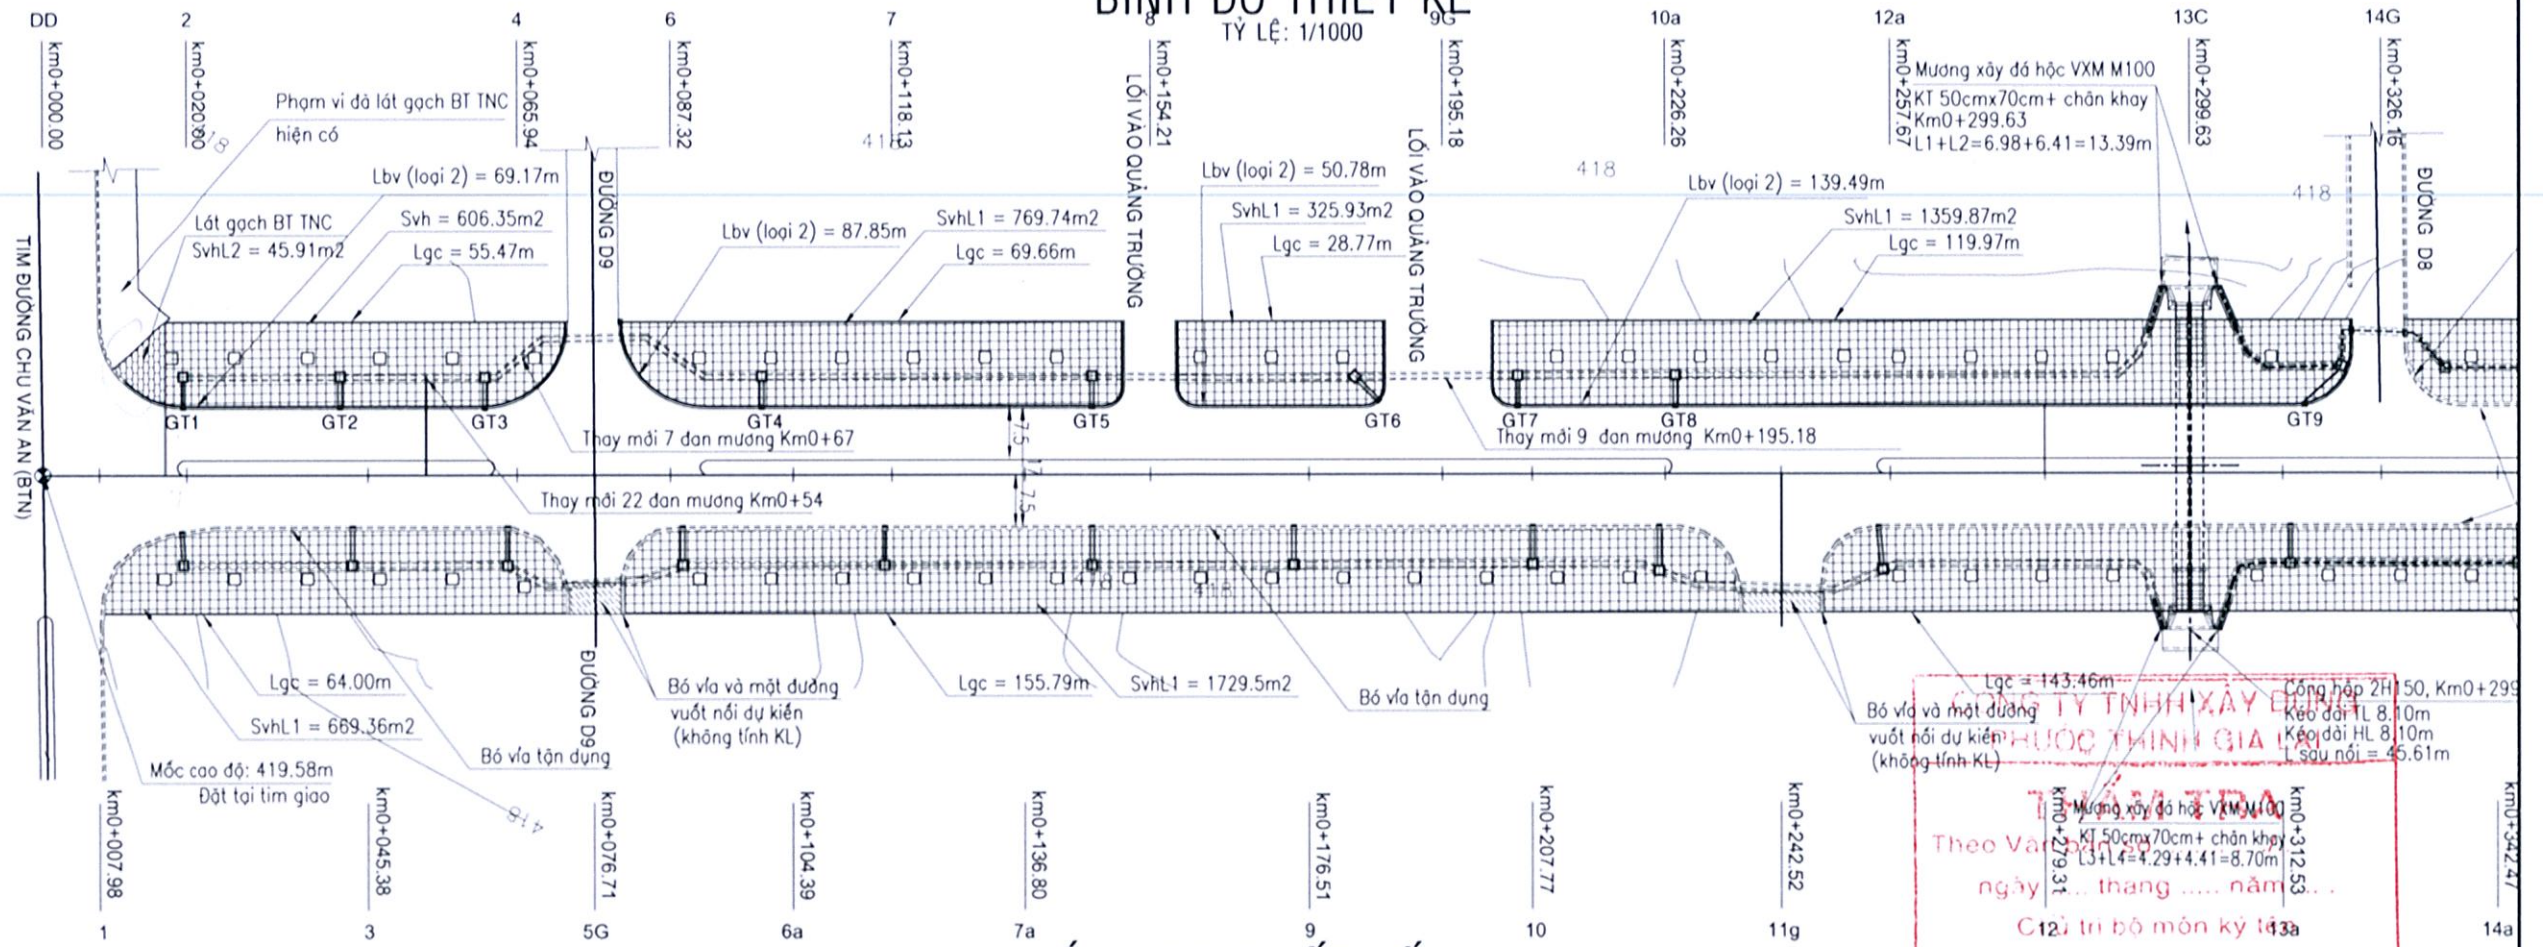 BÌNH ĐỒ THIẾT KẾ
TỶ LỆ: 1/1000
DD
2
4
6
7
8
9G
10a
12a
13C
14G
km0+000.00
km0+020.00
km0+065.94
km0+087.32
km0+118.13
km0+154.21
km0+195.18
km0+226.26
km0+257.67
km0+299.63
km0+326.16
Phạm vi đã lát gạch BT TNC
hiện có
Lbv (loại 2) = 69.17m
Lát gạch BT TNC
SvhL2 = 45.91m2
Svh = 606.35m2
Lgc = 55.47m
ĐƯỜNG D9
418
Lbv (loại 2) = 87.85m
SvhL1 = 769.74m2
Lgc = 69.66m
LỐI VÀO QUẢNG TRƯỜNG
Lbv (loại 2) = 50.78m
SvhL1 = 325.93m2
Lgc = 28.77m
LỐI VÀO QUẢNG TRƯỜNG
418
Lbv (loại 2) = 139.49m
SvhL1 = 1359.87m2
Lgc = 119.97m
Mương xây đá hộc VXM M100
KT 50cmx70cm+ chân khay
Km0+299.63
L1+L2=6.98+6.41=13.39m
418
ĐƯỜNG D8
TIM ĐƯỜNG CHU VĂN AN (BTN)
GT1
GT2
GT3
GT4
GT5
GT6
GT7
GT8
GT9
Thay mới 7 đan mương Km0+67
Thay mới 9 đan mương Km0+195.18
Thay mới 22 đan mương Km0+54
7.5
7.5
418
418
Lgc = 64.00m
SvhL1 = 669.36m2
Mốc cao độ: 419.58m
Đặt tại tim giao
Bó vỉa tận dụng
418
ĐƯỜNG D9
Bó vỉa và mặt đường
vuốt nối dự kiến
(không tính KL)
Lgc = 155.79m
SvhL1 = 1729.5m2
Bó vỉa tận dụng
Bó vỉa và mặt đường
vuốt nối dự kiến
(không tính KL)
Lgc = 143.46m
Cống hộp 2H150, Km0+299
Kéo dài TL 8.10m
Kéo dài HL 8.10m
L sau nối = 45.61m
CÔNG TY TNHH XÂY DỰNG
PHƯỚC THỊNH GIA LAI
THẨM TRA
Theo Văn bản số
ngày .... tháng ..... năm .....
Chủ trì bộ môn ký tên
Mương xây đá hộc VXM M100
KT 50cmx70cm+ chân khay
L3+L4=4.29+4.41=8.70m
km0+007.98
km0+045.38
km0+076.71
km0+104.39
km0+136.80
km0+176.51
km0+207.77
km0+242.52
km0+279.31
km0+312.53
km0+342.47
1
3
5G
6a
7a
9
10
11g
12
13a
14a